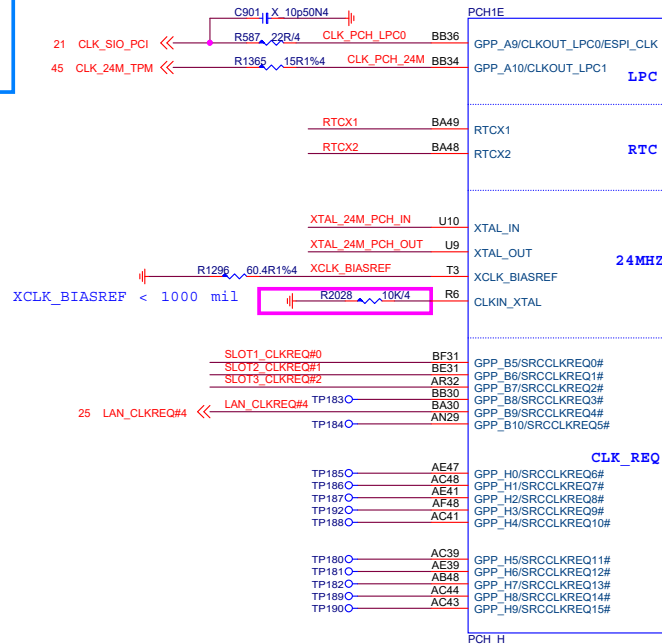 C901 X_10p50N4 PCH1E
21 CLK_SIO_PCI R587 22R/4 CLK_PCH_LPC0 BB36 GPP_A9/CLKOUT_LPC0/ESPI_CLK
45 CLK_24M_TPM R1365 15R1%4 CLK_PCH_24M BB34 GPP_A10/CLKOUT_LPC1
LPC
RTCX1 BA49 RTCX1
RTCX2 BA48 RTCX2
RTC
XTAL_24M_PCH_IN U10 XTAL_IN
XTAL_24M_PCH_OUT U9 XTAL_OUT
24MHZ
R1296 60.4R1%4 XCLK_BIASREF T3 XCLK_BIASREF
XCLK_BIASREF < 1000 mil R2028 10K/4 R6 CLKIN_XTAL
SLOT1_CLKREQ#0 BF31 GPP_B5/SRCCLKREQ0#
SLOT2_CLKREQ#1 BE31 GPP_B6/SRCCLKREQ1#
SLOT3_CLKREQ#2 AR32 GPP_B7/SRCCLKREQ2#
TP183 BB30 GPP_B8/SRCCLKREQ3#
25 LAN_CLKREQ#4 LAN_CLKREQ#4 BA30 GPP_B9/SRCCLKREQ4#
TP184 AN29 GPP_B10/SRCCLKREQ5#
CLK_REQ
TP185 AE47 GPP_H0/SRCCLKREQ6#
TP186 AC48 GPP_H1/SRCCLKREQ7#
TP187 AE41 GPP_H2/SRCCLKREQ8#
TP192 AF48 GPP_H3/SRCCLKREQ9#
TP188 AC41 GPP_H4/SRCCLKREQ10#
TP180 AC39 GPP_H5/SRCCLKREQ11#
TP181 AE39 GPP_H6/SRCCLKREQ12#
TP182 AB48 GPP_H7/SRCCLKREQ13#
TP189 AC44 GPP_H8/SRCCLKREQ14#
TP190 AC43 GPP_H9/SRCCLKREQ15#
PCH_H